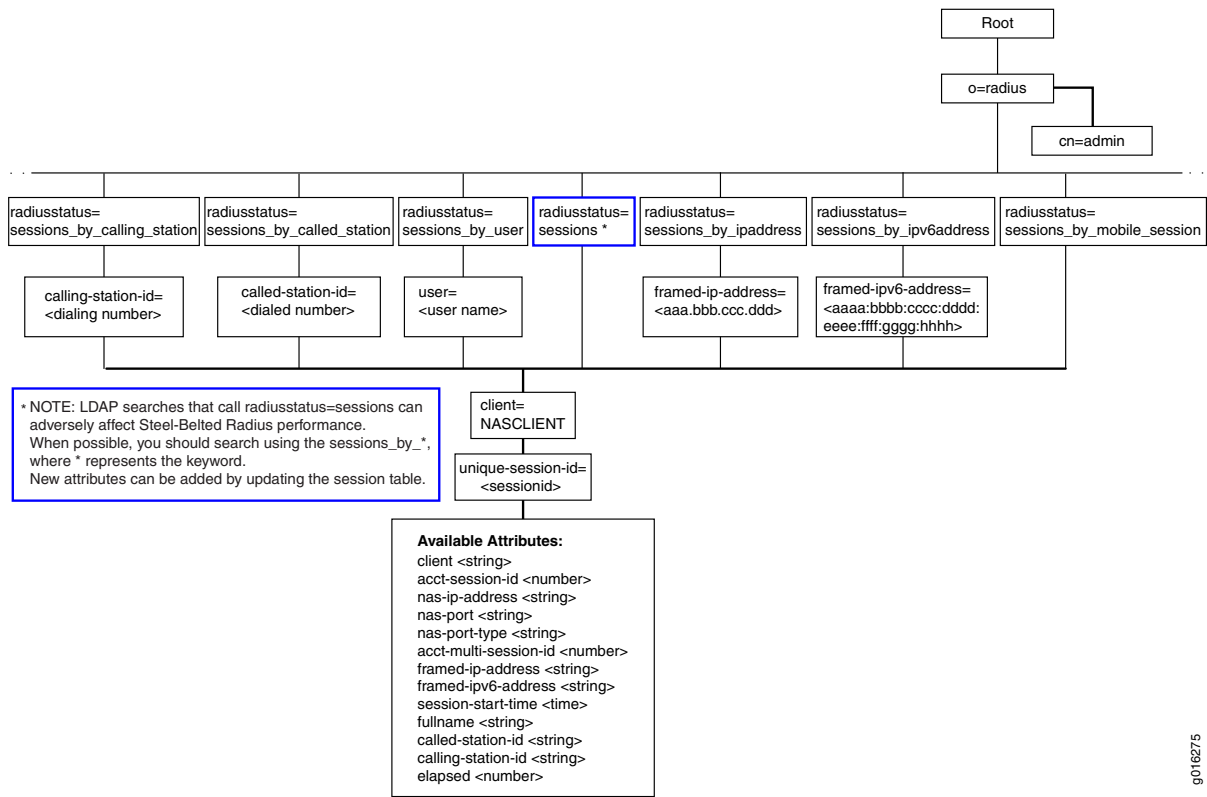 Root
o=radius
cn=admin
radiusstatus=
sessions_by_calling_station
radiusstatus=
sessions_by_called_station
radiusstatus=
sessions_by_user
radiusstatus=
sessions *
radiusstatus=
sessions_by_ipaddress
radiusstatus=
sessions_by_ipv6address
radiusstatus=
sessions_by_mobile_session
calling-station-id=
<dialing number>
called-station-id=
<dialed number>
user=
<user name>
framed-ip-address=
<aaa.bbb.ccc.ddd>
framed-ipv6-address=
<aaaa:bbbb:cccc:dddd:
eeee:ffff:gggg:hhhh>
* NOTE: LDAP searches that call radiusstatus=sessions can
adversely affect Steel-Belted Radius performance.
When possible, you should search using the sessions_by_*,
where * represents the keyword.
New attributes can be added by updating the session table.
client=
NASCLIENT
unique-session-id=
<sessionid>
Available Attributes:
client <string>
acct-session-id <number>
nas-ip-address <string>
nas-port <string>
nas-port-type <string>
acct-multi-session-id <number>
framed-ip-address <string>
framed-ipv6-address <string>
session-start-time <time>
fullname <string>
called-station-id <string>
calling-station-id <string>
elapsed <number>
g016275